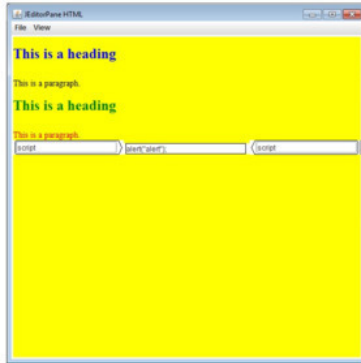 JEditorPane HTML
File View
This is a heading
This is a paragraph.
This is a heading
This is a paragraph.
script alert("alert"); script